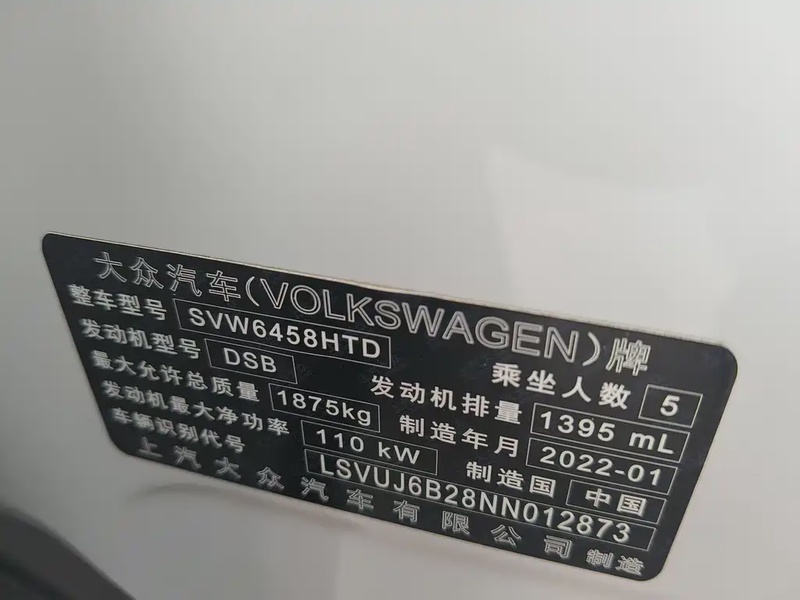 大众汽车(VOLKSWAGEN)牌
整车型号 SVW6458HTD 乘坐人数 5
发动机型号 DSB 发动机排量 1395 mL
最大允许总质量 1875kg 制造年月 2022-01
发动机最大净功率 110 kW 制造国 中国
车辆识别代号 LSVUJ6B28NN012873
上汽大众汽车有限公司制造